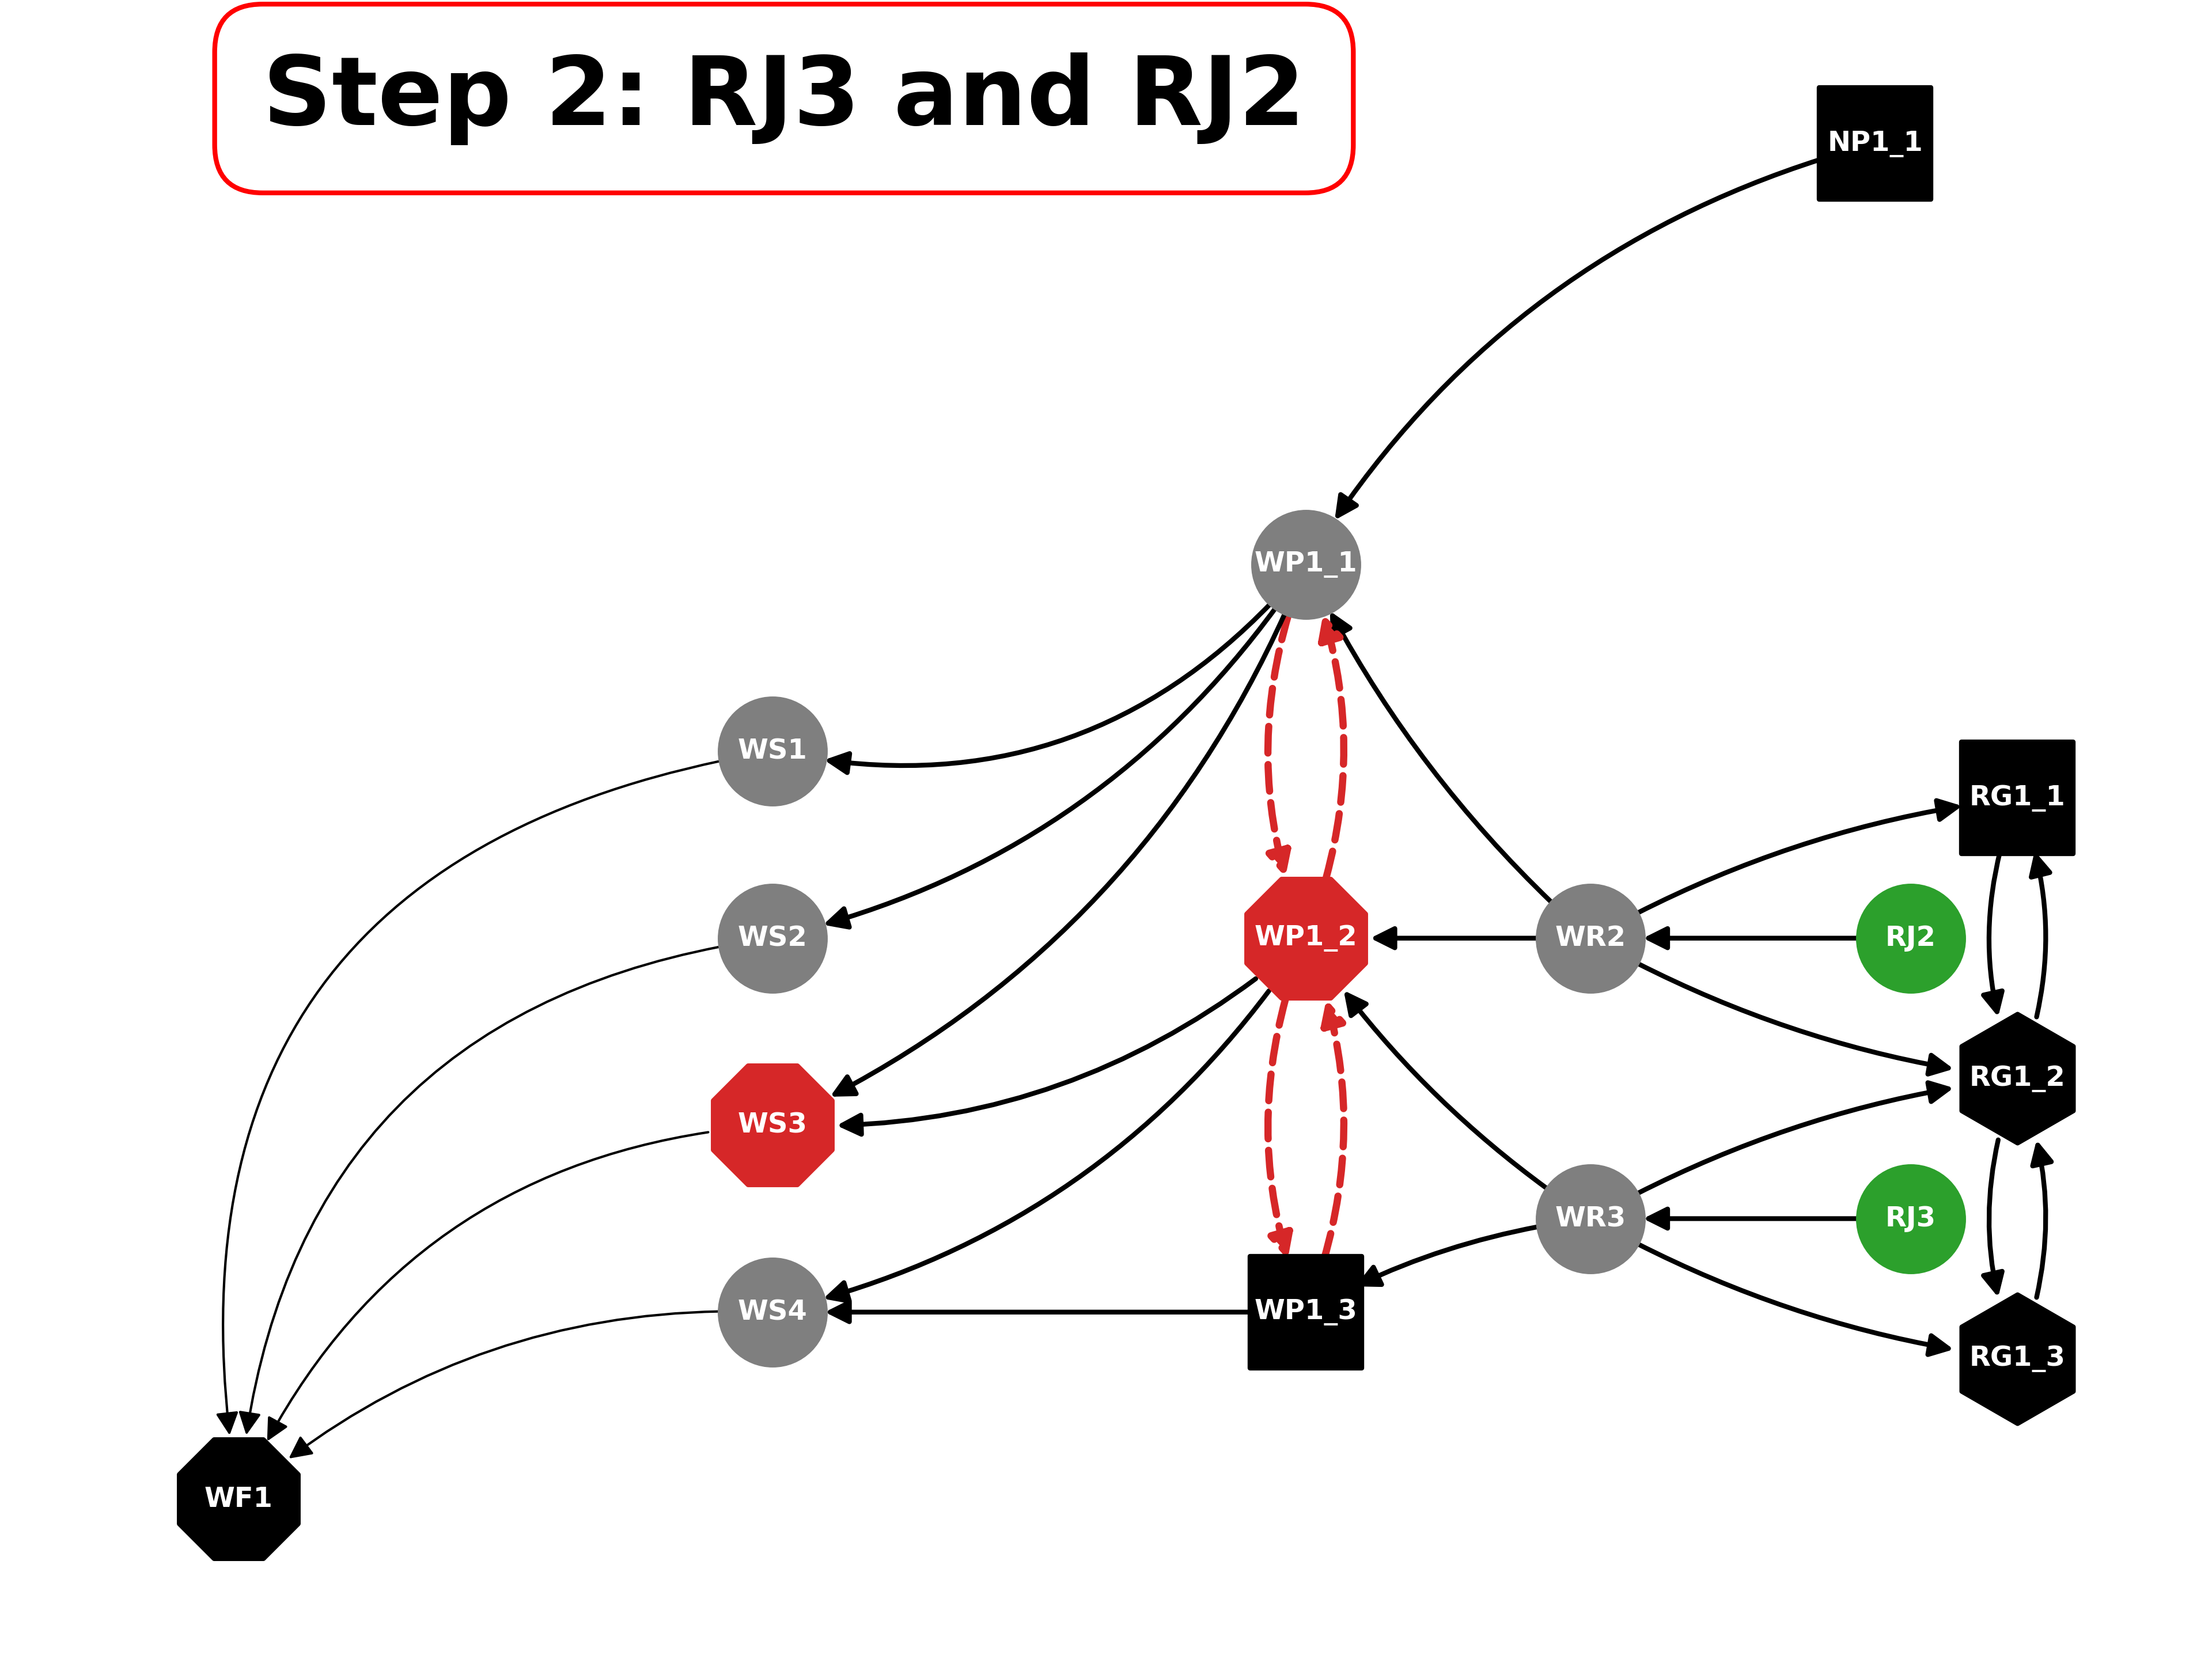 Step 2: RJ3 and RJ2
NP1_1
WP1_1
WS1
RG1_1
WS2
WP1_2
WR2
RJ2
RG1_2
WS3
WR3
RJ3
WS4
WP1_3
RG1_3
WF1